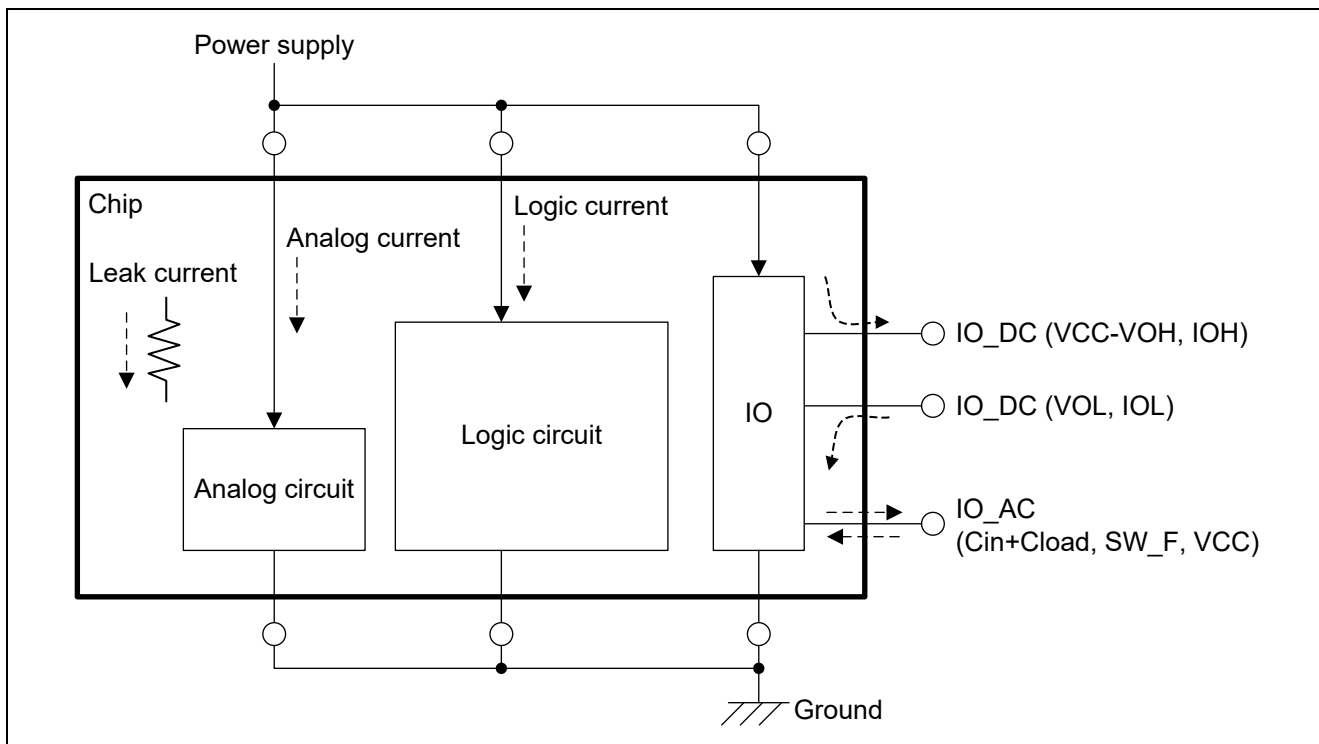 Power supply
Chip
Logic current
Analog current
Leak current
IO_DC (VCC-VOH, IOH)
IO_DC (VOL, IOL)
IO
Logic circuit
Analog circuit
IO_AC
(Cin+Cload, SW_F, VCC)
Ground